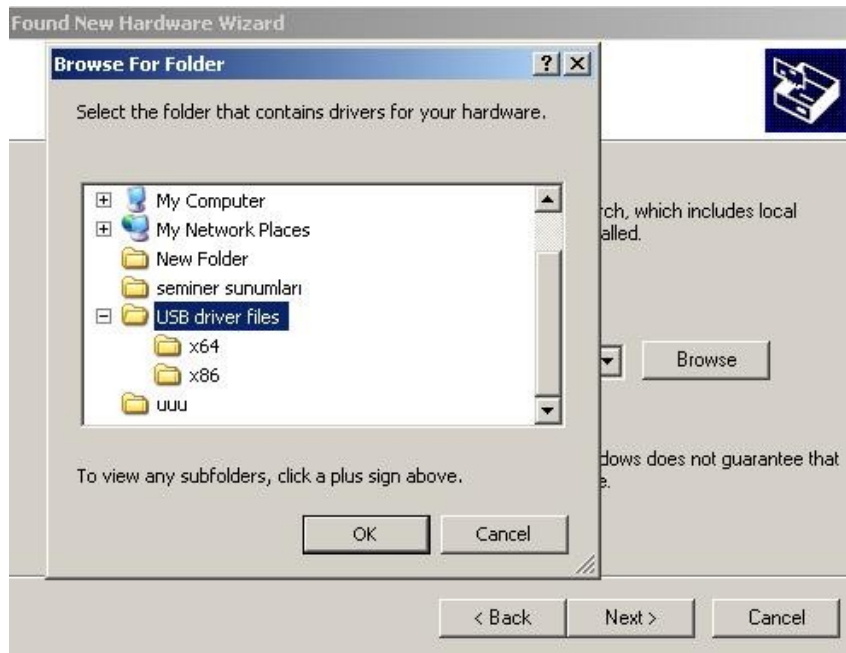 Found New Hardware Wizard
Browse For Folder
Select the folder that contains drivers for your hardware.
My Computer
My Network Places
New Folder
seminer sunumları
USB driver files
x64
x86
uuu
To view any subfolders, click a plus sign above.
OK Cancel
rch, which includes local
alled.
Browse
dows does not guarantee that
e.
< Back Next > Cancel